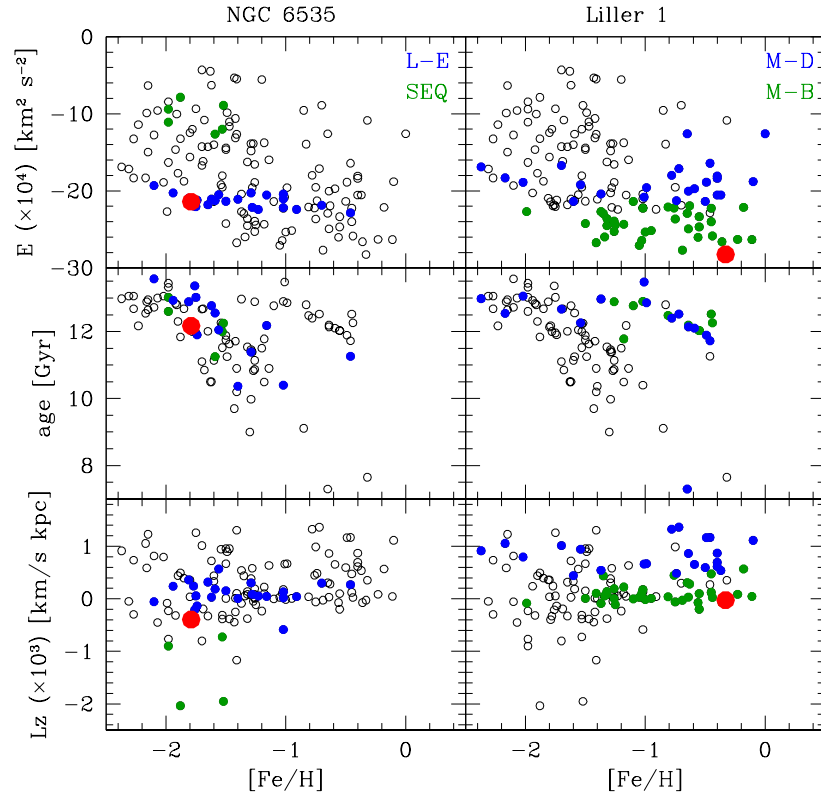 NGC 6535 Liller 1
0
−10
−20
−30
E (×10⁴) [km² s⁻²]
L−E
SEQ
M−D
M−B
12
10
8
age [Gyr]
1
0
−1
−2
Lz (×10³) [km/s kpc]
−2 −1 0 −2 −1 0
[Fe/H] [Fe/H]